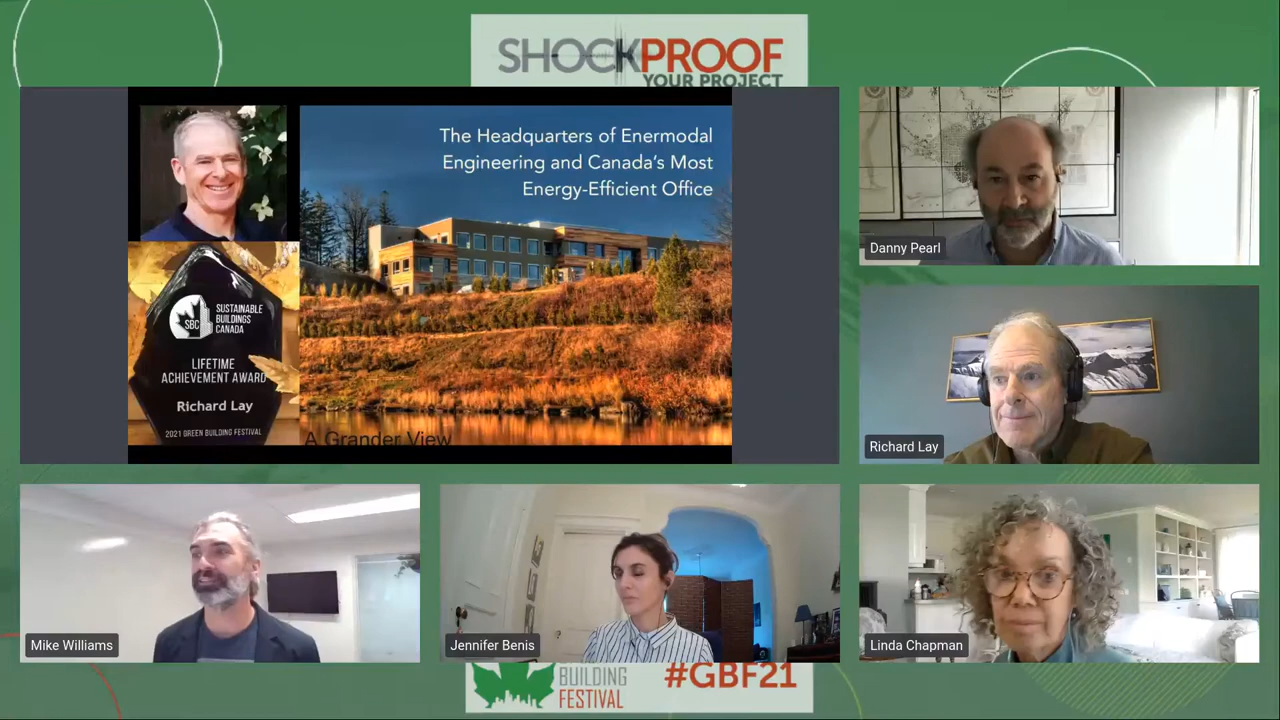 SHOCKPROOF
YOUR PROJECT
The Headquarters of Enermodal
Engineering and Canada's Most
Energy-Efficient Office
SBC
SUSTAINABLE
BUILDINGS
CANADA
LIFETIME
ACHIEVEMENT AWARD
Richard Lay
2021 GREEN BUILDING FESTIVAL
A Grander View
Danny Pearl
Richard Lay
Mike Williams
Jennifer Benis
Linda Chapman
BUILDING
FESTIVAL
#GBF21